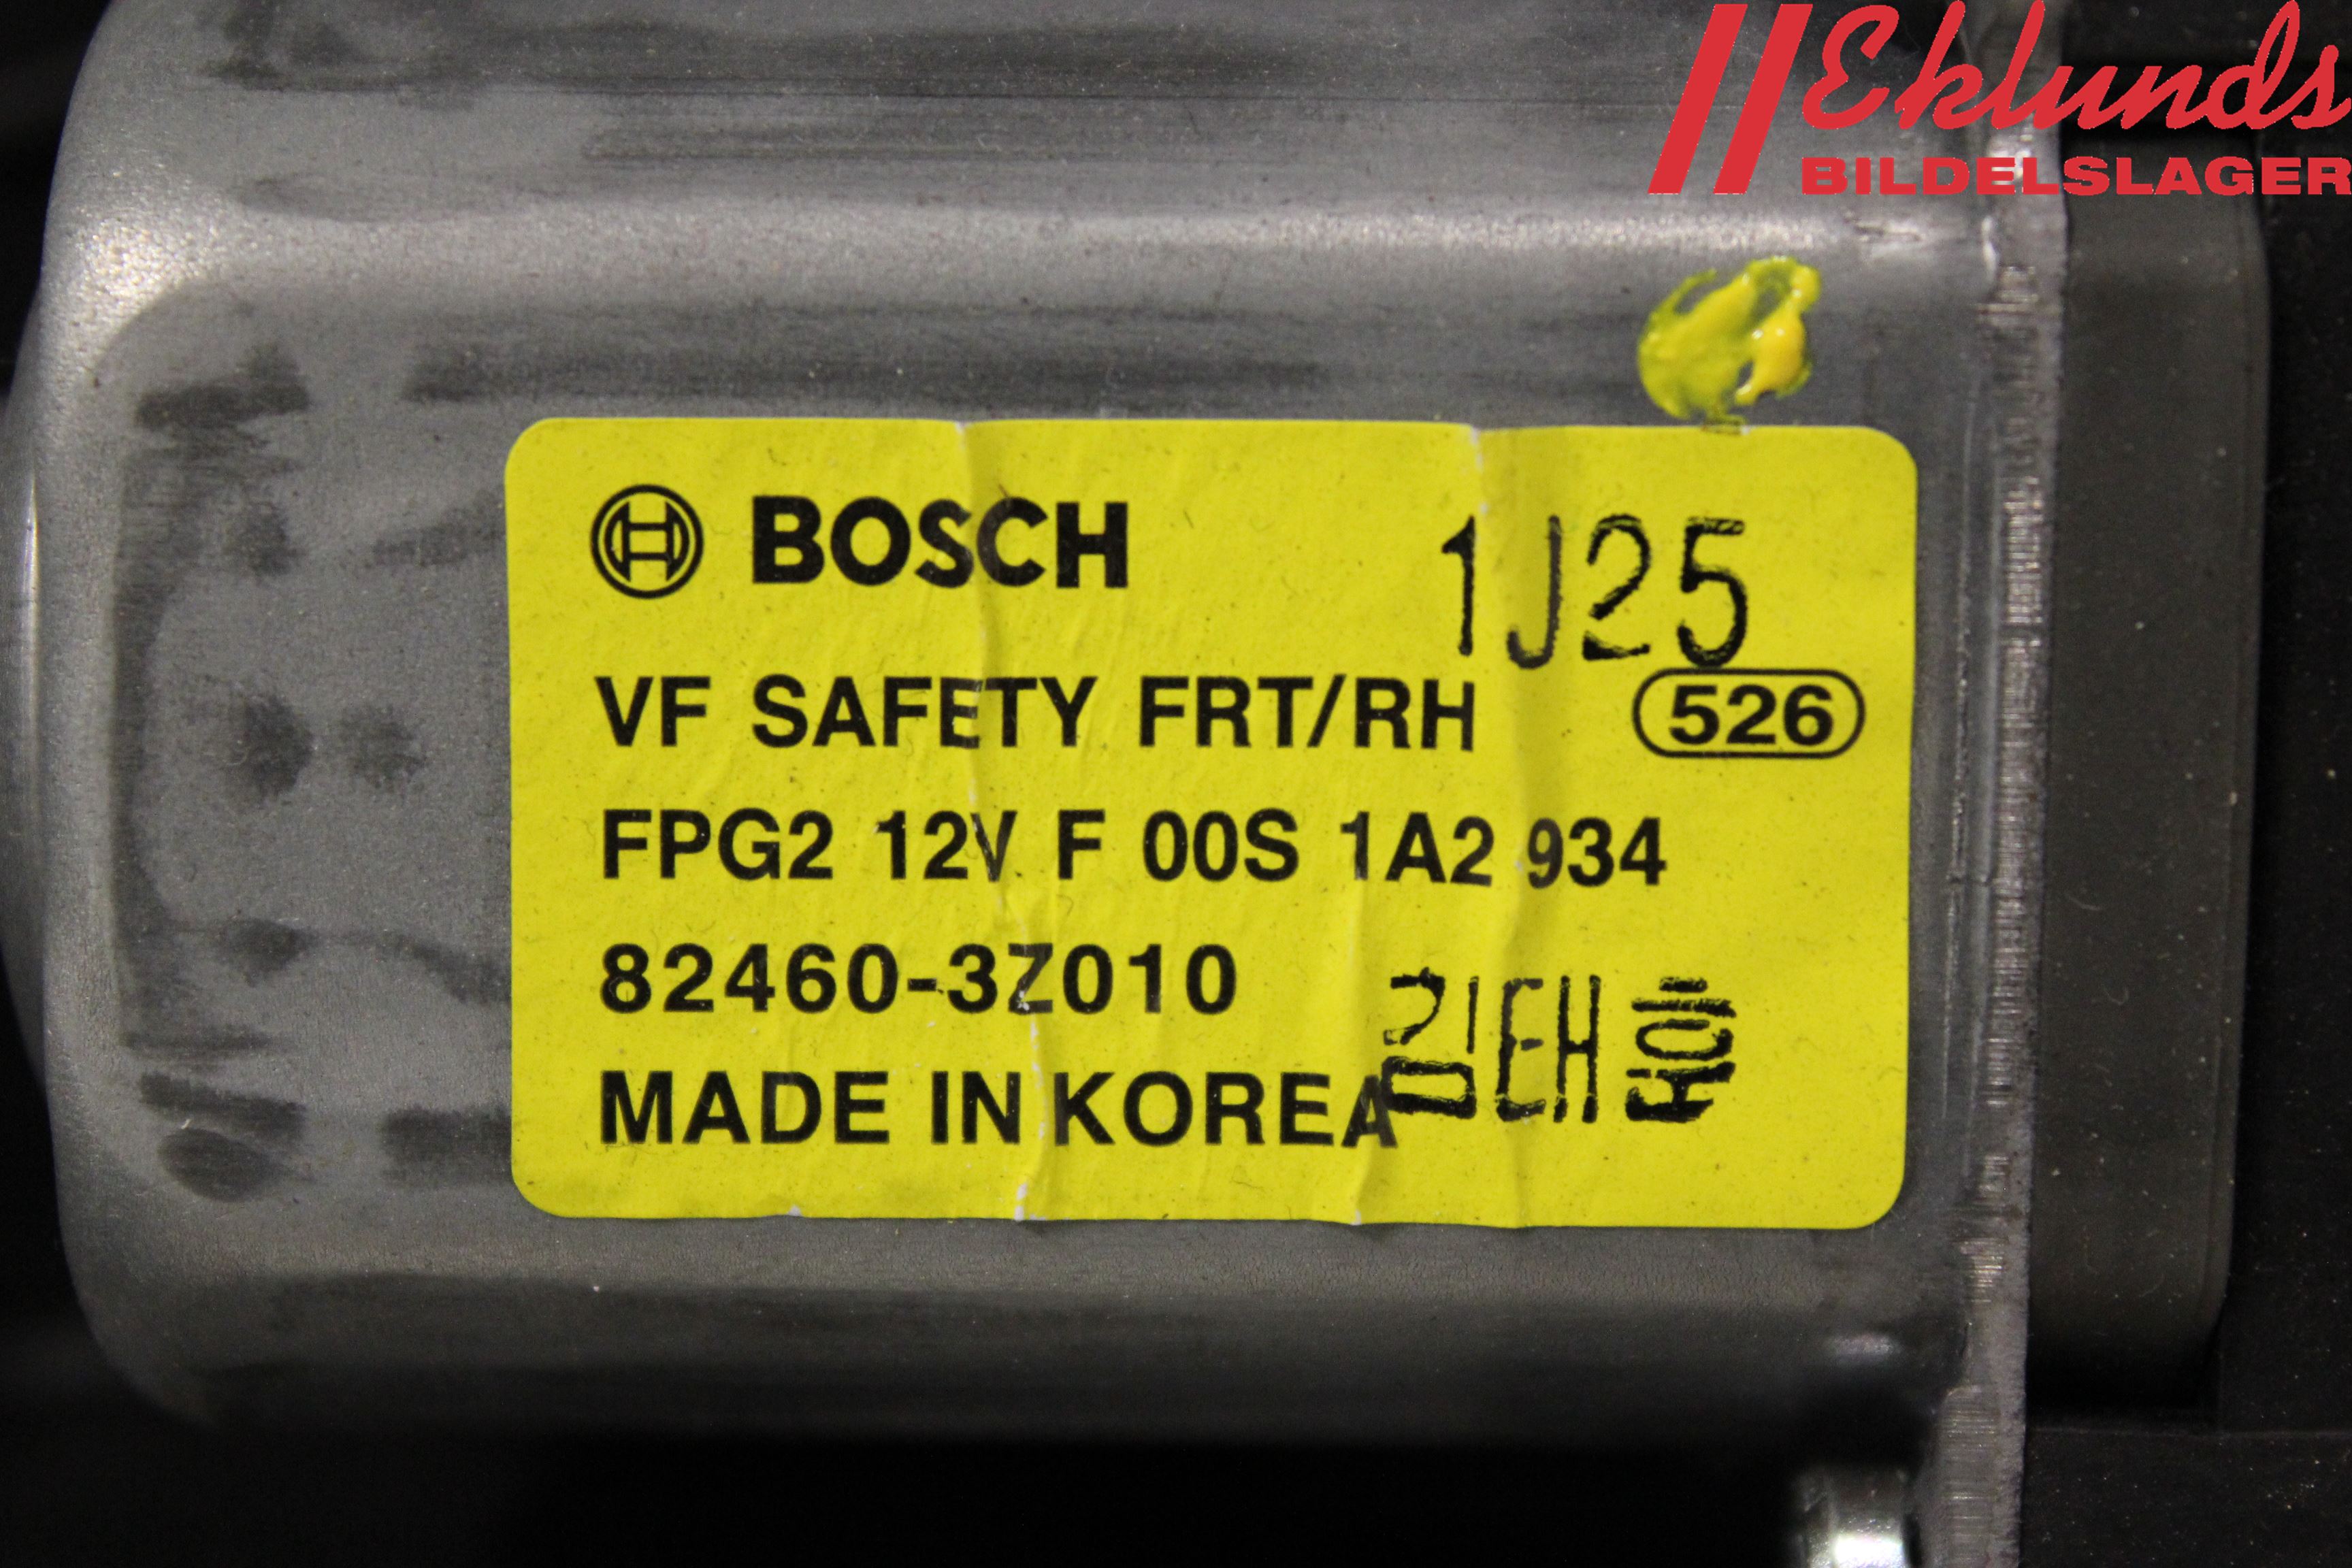 Eklunds
BILDELSLAGER
BOSCH
1J25
VF SAFETY FRT/RH
526
FPG2 12V F 00S 1A2 934
82460-3Z010
김태형
MADE IN KOREA